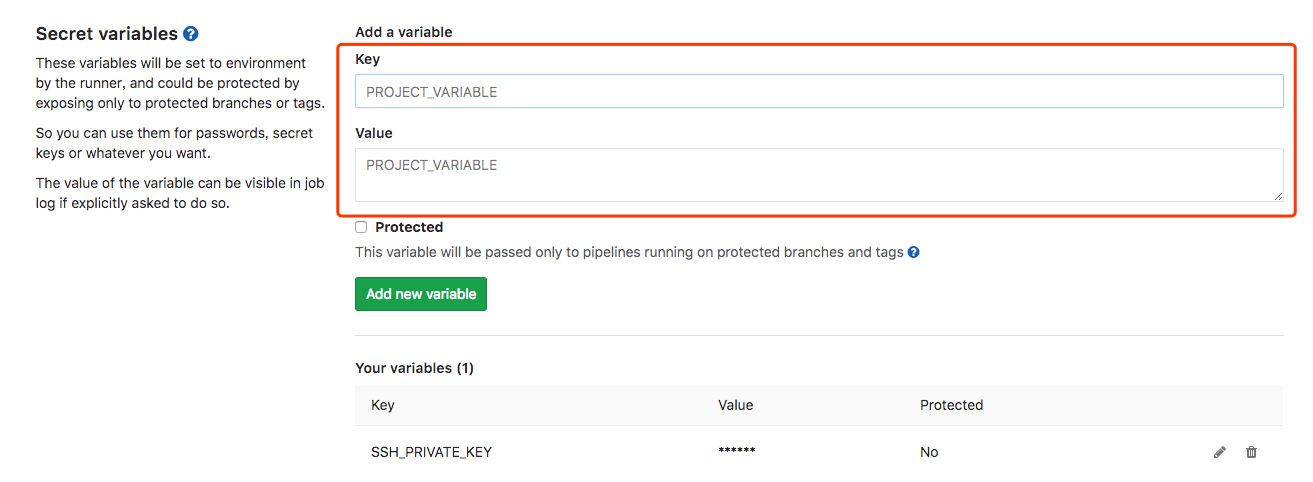 Secret variables ?
These variables will be set to environment
by the runner, and could be protected by
exposing only to protected branches or tags.
So you can use them for passwords, secret
keys or whatever you want.
The value of the variable can be visible in job
log if explicitly asked to do so.
Add a variable
Key
PROJECT_VARIABLE
Value
PROJECT_VARIABLE
Protected
This variable will be passed only to pipelines running on protected branches and tags ?
Add new variable
Your variables (1)
Key Value Protected
SSH_PRIVATE_KEY ****** No